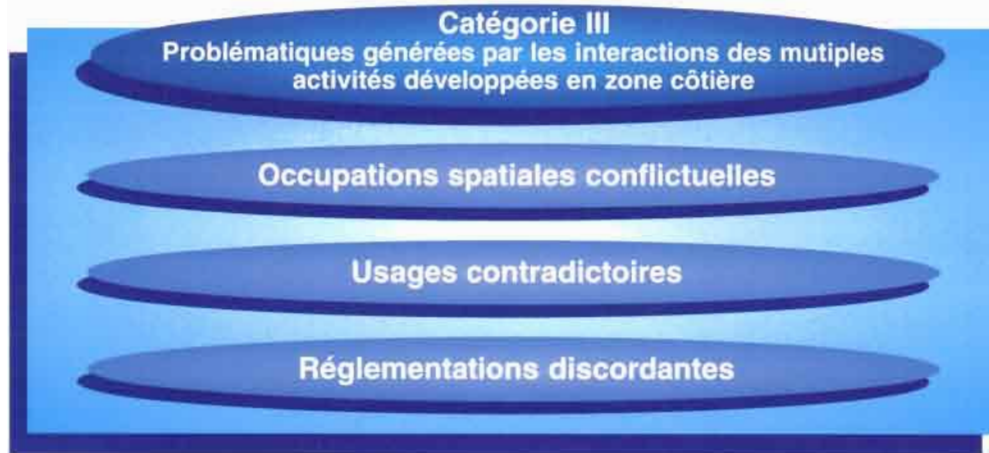 Catégorie III
Problématiques générées par les interactions des mutiples
activités développées en zone côtière
Occupations spatiales conflictuelles
Usages contradictoires
Réglementations discordantes